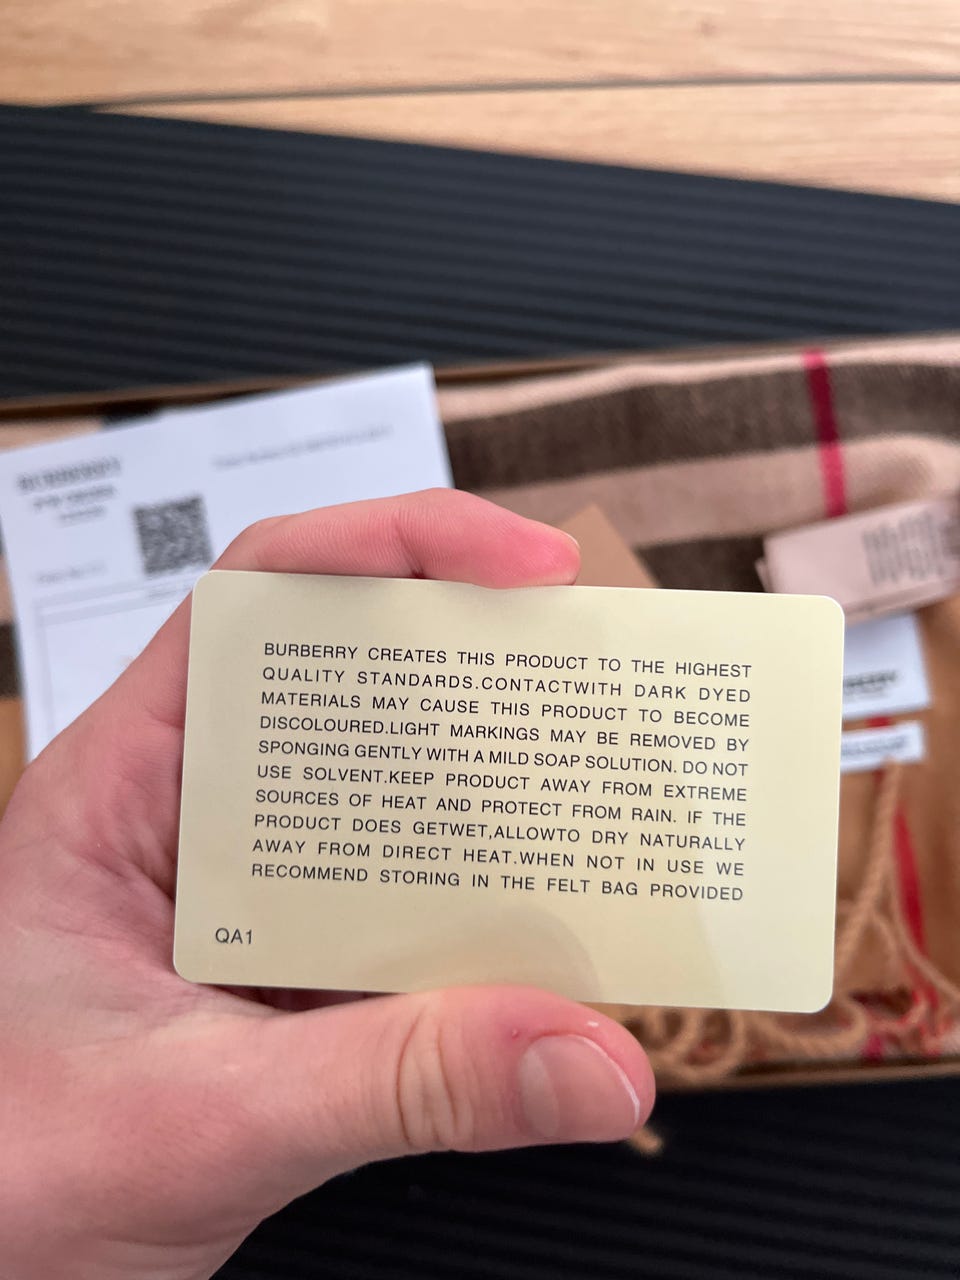 BURBERRY CREATES THIS PRODUCT TO THE HIGHEST
QUALITY STANDARDS.CONTACTWITH DARK DYED
MATERIALS MAY CAUSE THIS PRODUCT TO BECOME
DISCOLOURED.LIGHT MARKINGS MAY BE REMOVED BY
SPONGING GENTLY WITH A MILD SOAP SOLUTION. DO NOT
USE SOLVENT.KEEP PRODUCT AWAY FROM EXTREME
SOURCES OF HEAT AND PROTECT FROM RAIN. IF THE
PRODUCT DOES GETWET,ALLOWTO DRY NATURALLY
AWAY FROM DIRECT HEAT.WHEN NOT IN USE WE
RECOMMEND STORING IN THE FELT BAG PROVIDED
QA1